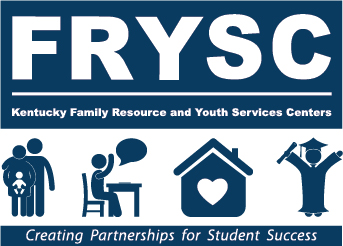 FRYSC
Kentucky Family Resource and Youth Services Centers
Creating Partnerships for Student Success